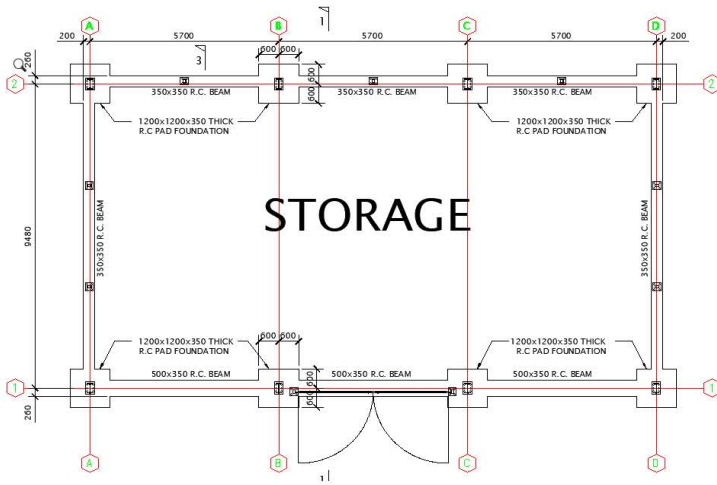 1
A B C D
200 5700 5700 5700 200
600 600
3
260
600
2 2
350x350 R.C. BEAM 350x350 R.C. BEAM 350x350 R.C. BEAM
600
1200x1200x350 THICK
R.C PAD FOUNDATION
1200x1200x350 THICK
R.C PAD FOUNDATION
STORAGE
9480
350x350 R.C. BEAM
350x350 R.C. BEAM
600 600
1200x1200x350 THICK
R.C PAD FOUNDATION
1200x1200x350 THICK
R.C PAD FOUNDATION
500x350 R.C. BEAM 500x350 R.C. BEAM 500x350 R.C. BEAM
600
1 1
260
600
A B C D
1